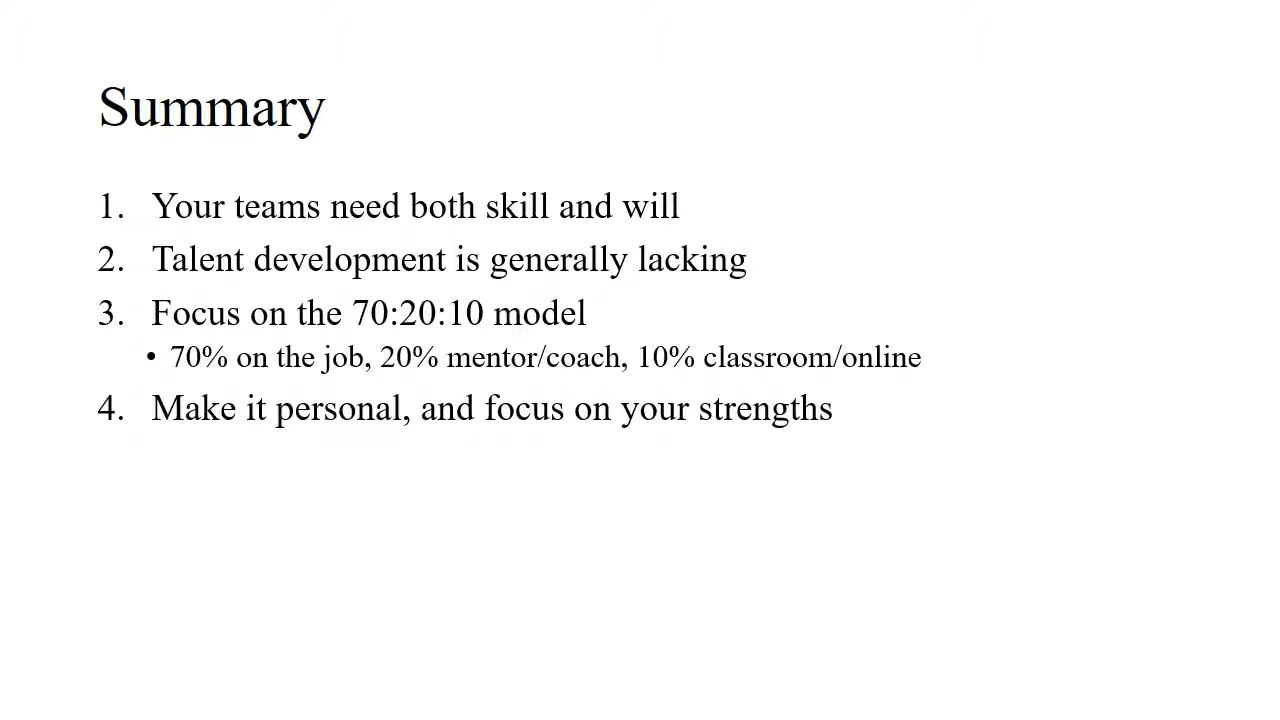 Summary
1. Your teams need both skill and will
2. Talent development is generally lacking
3. Focus on the 70:20:10 model
• 70% on the job, 20% mentor/coach, 10% classroom/online
4. Make it personal, and focus on your strengths